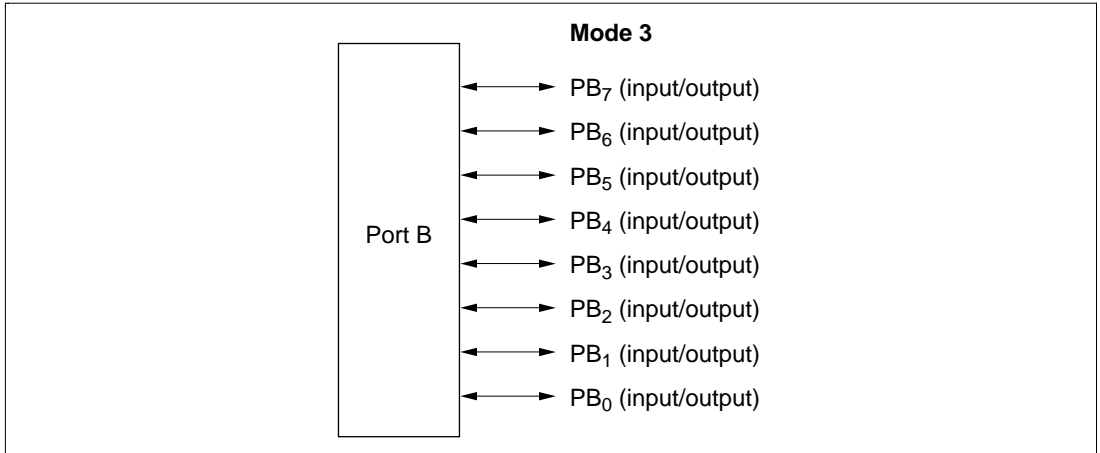 Mode 3
PB7 (input/output)
PB6 (input/output)
PB5 (input/output)
PB4 (input/output)
Port B
PB3 (input/output)
PB2 (input/output)
PB1 (input/output)
PB0 (input/output)